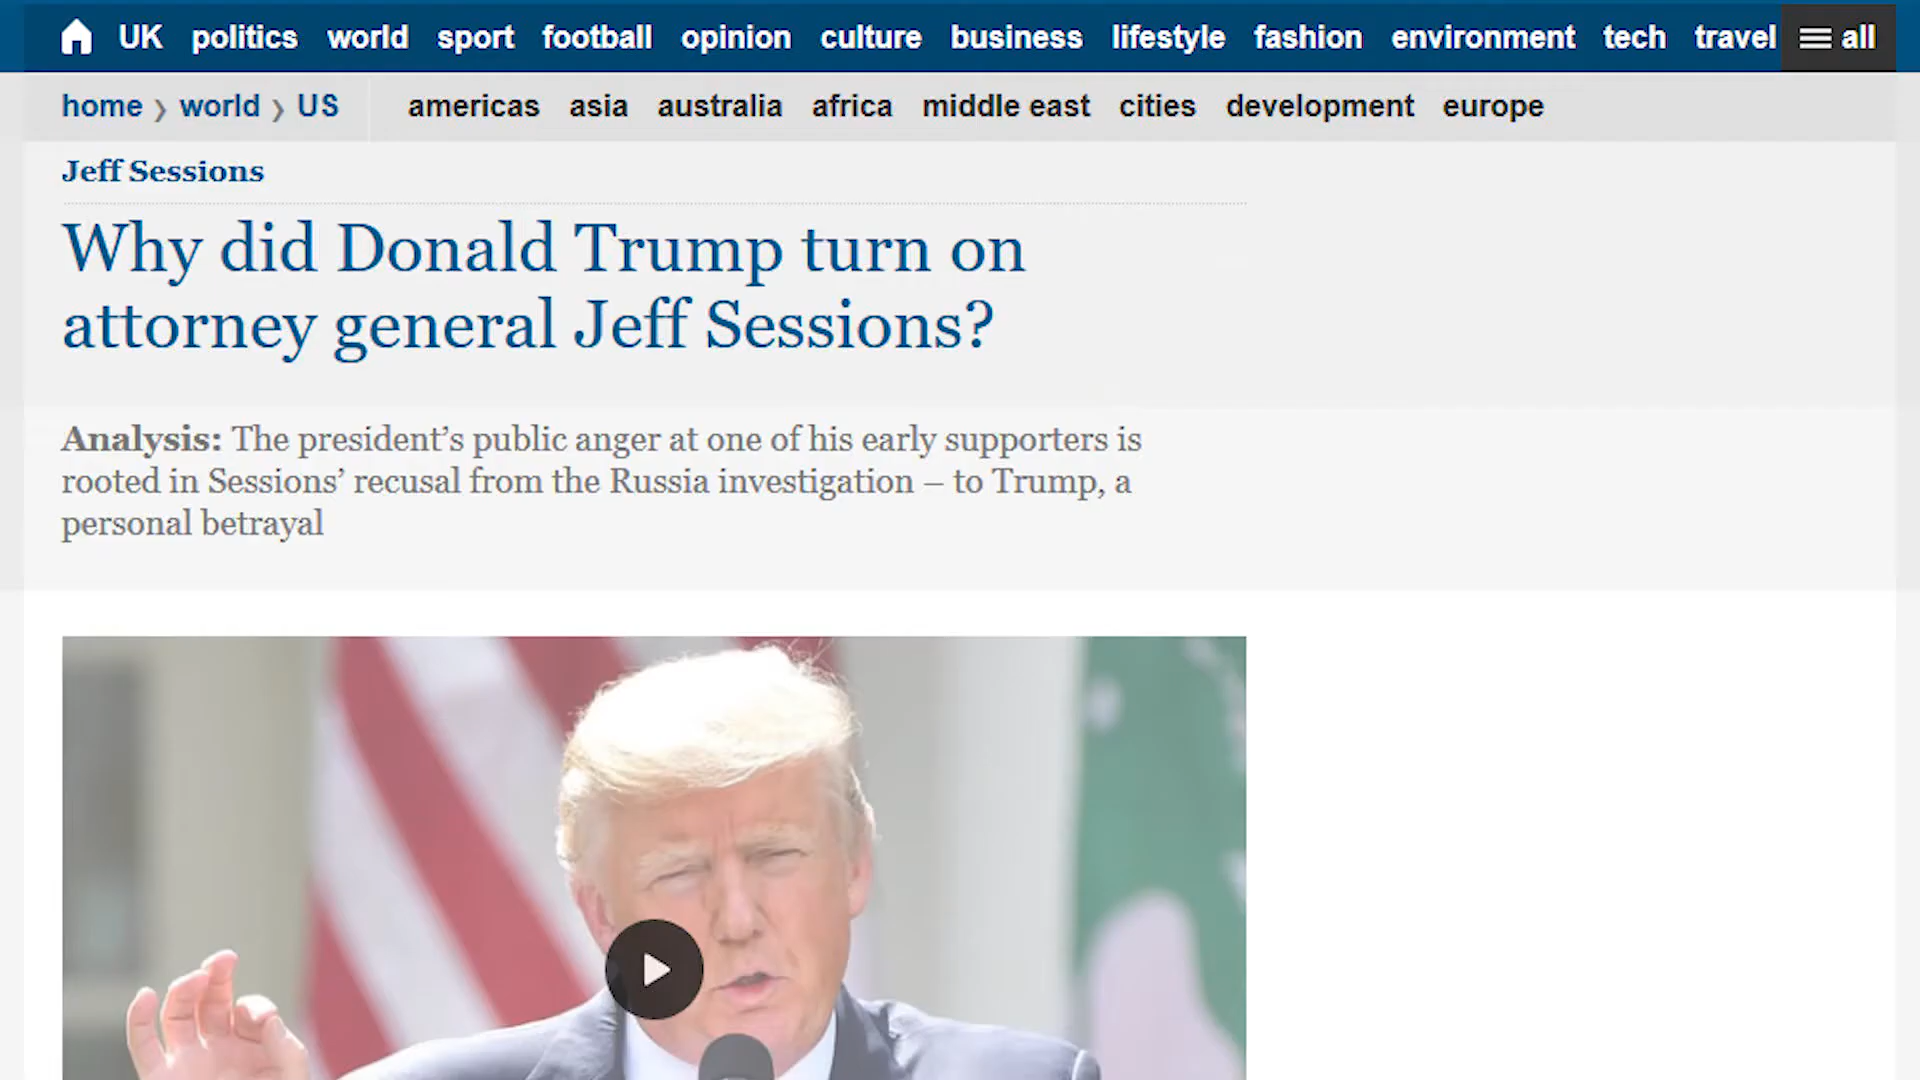 UK politics world sport football opinion culture business lifestyle fashion environment tech travel all
home world US americas asia australia africa middle east cities development europe
Jeff Sessions
Why did Donald Trump turn on
attorney general Jeff Sessions?
Analysis: The president’s public anger at one of his early supporters is
rooted in Sessions’ recusal from the Russia investigation – to Trump, a
personal betrayal